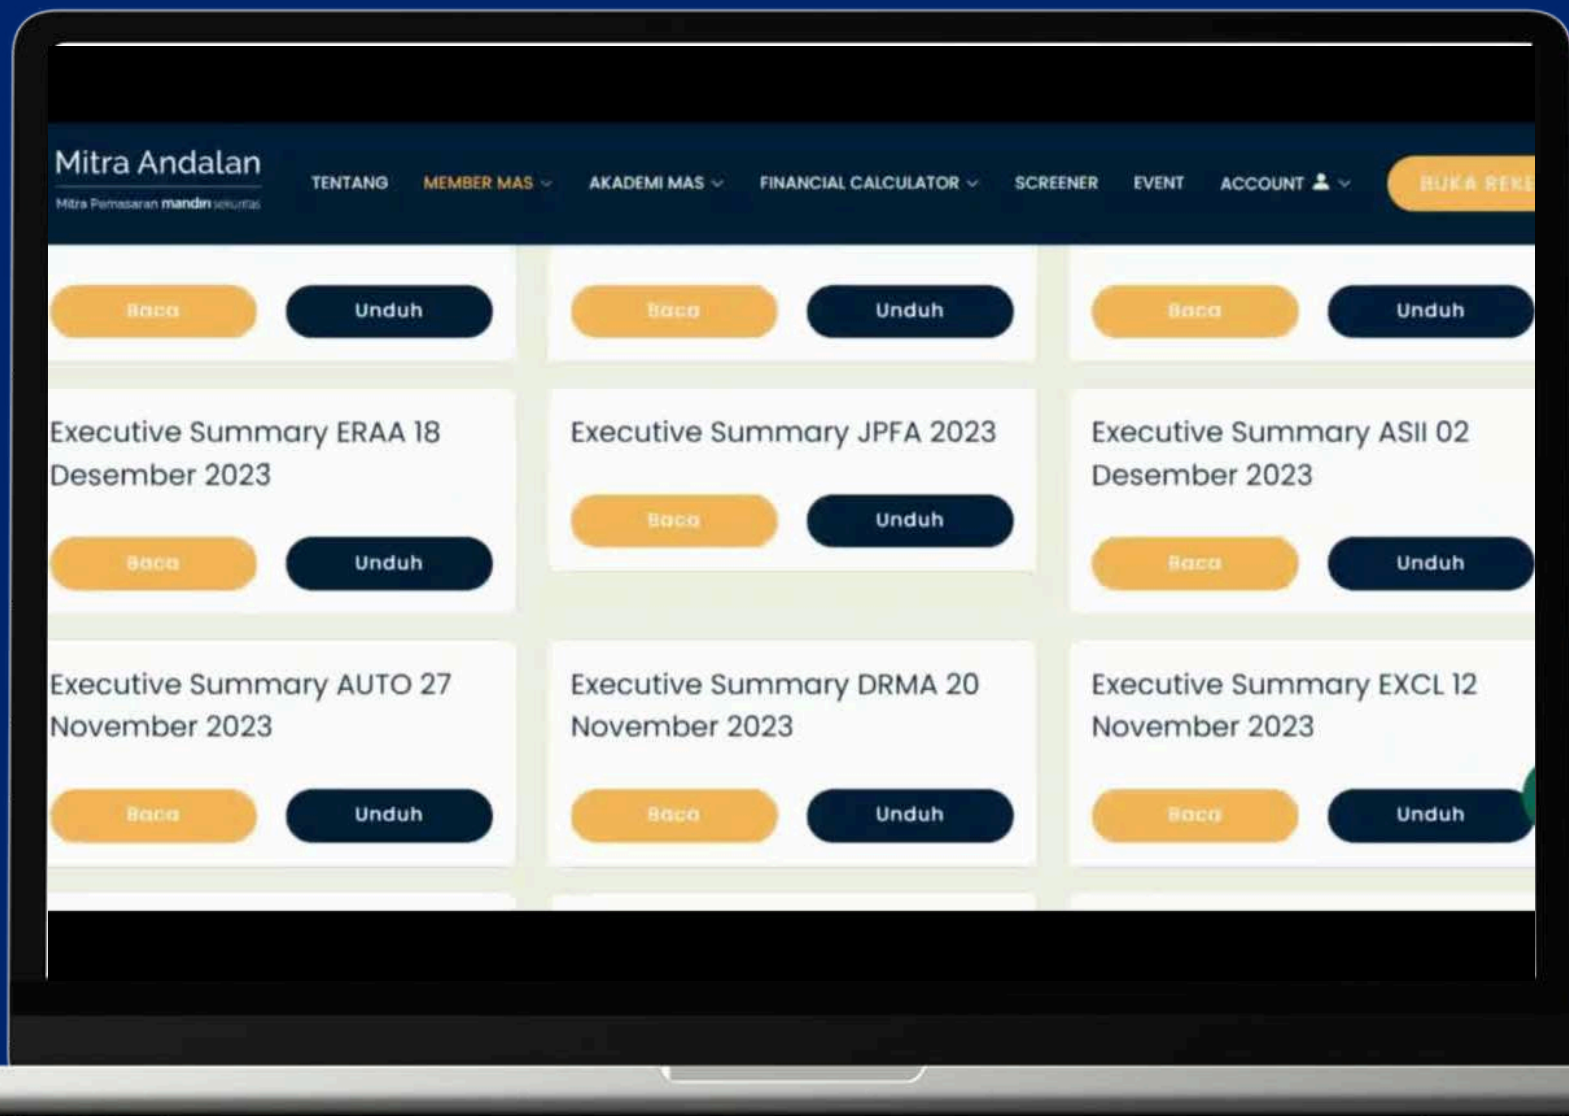 Mitra Andalan
Mitra Pemasaran mandiri sekuritas
TENTANG MEMBER MAS AKADEMI MAS FINANCIAL CALCULATOR SCREENER EVENT ACCOUNT BUKA REKE
Baca Unduh Baca Unduh Baca Unduh
Executive Summary ERAA 18
Desember 2023
Baca Unduh
Executive Summary JPFA 2023
Baca Unduh
Executive Summary ASII 02
Desember 2023
Baca Unduh
Executive Summary AUTO 27
November 2023
Baca Unduh
Executive Summary DRMA 20
November 2023
Baca Unduh
Executive Summary EXCL 12
November 2023
Baca Unduh